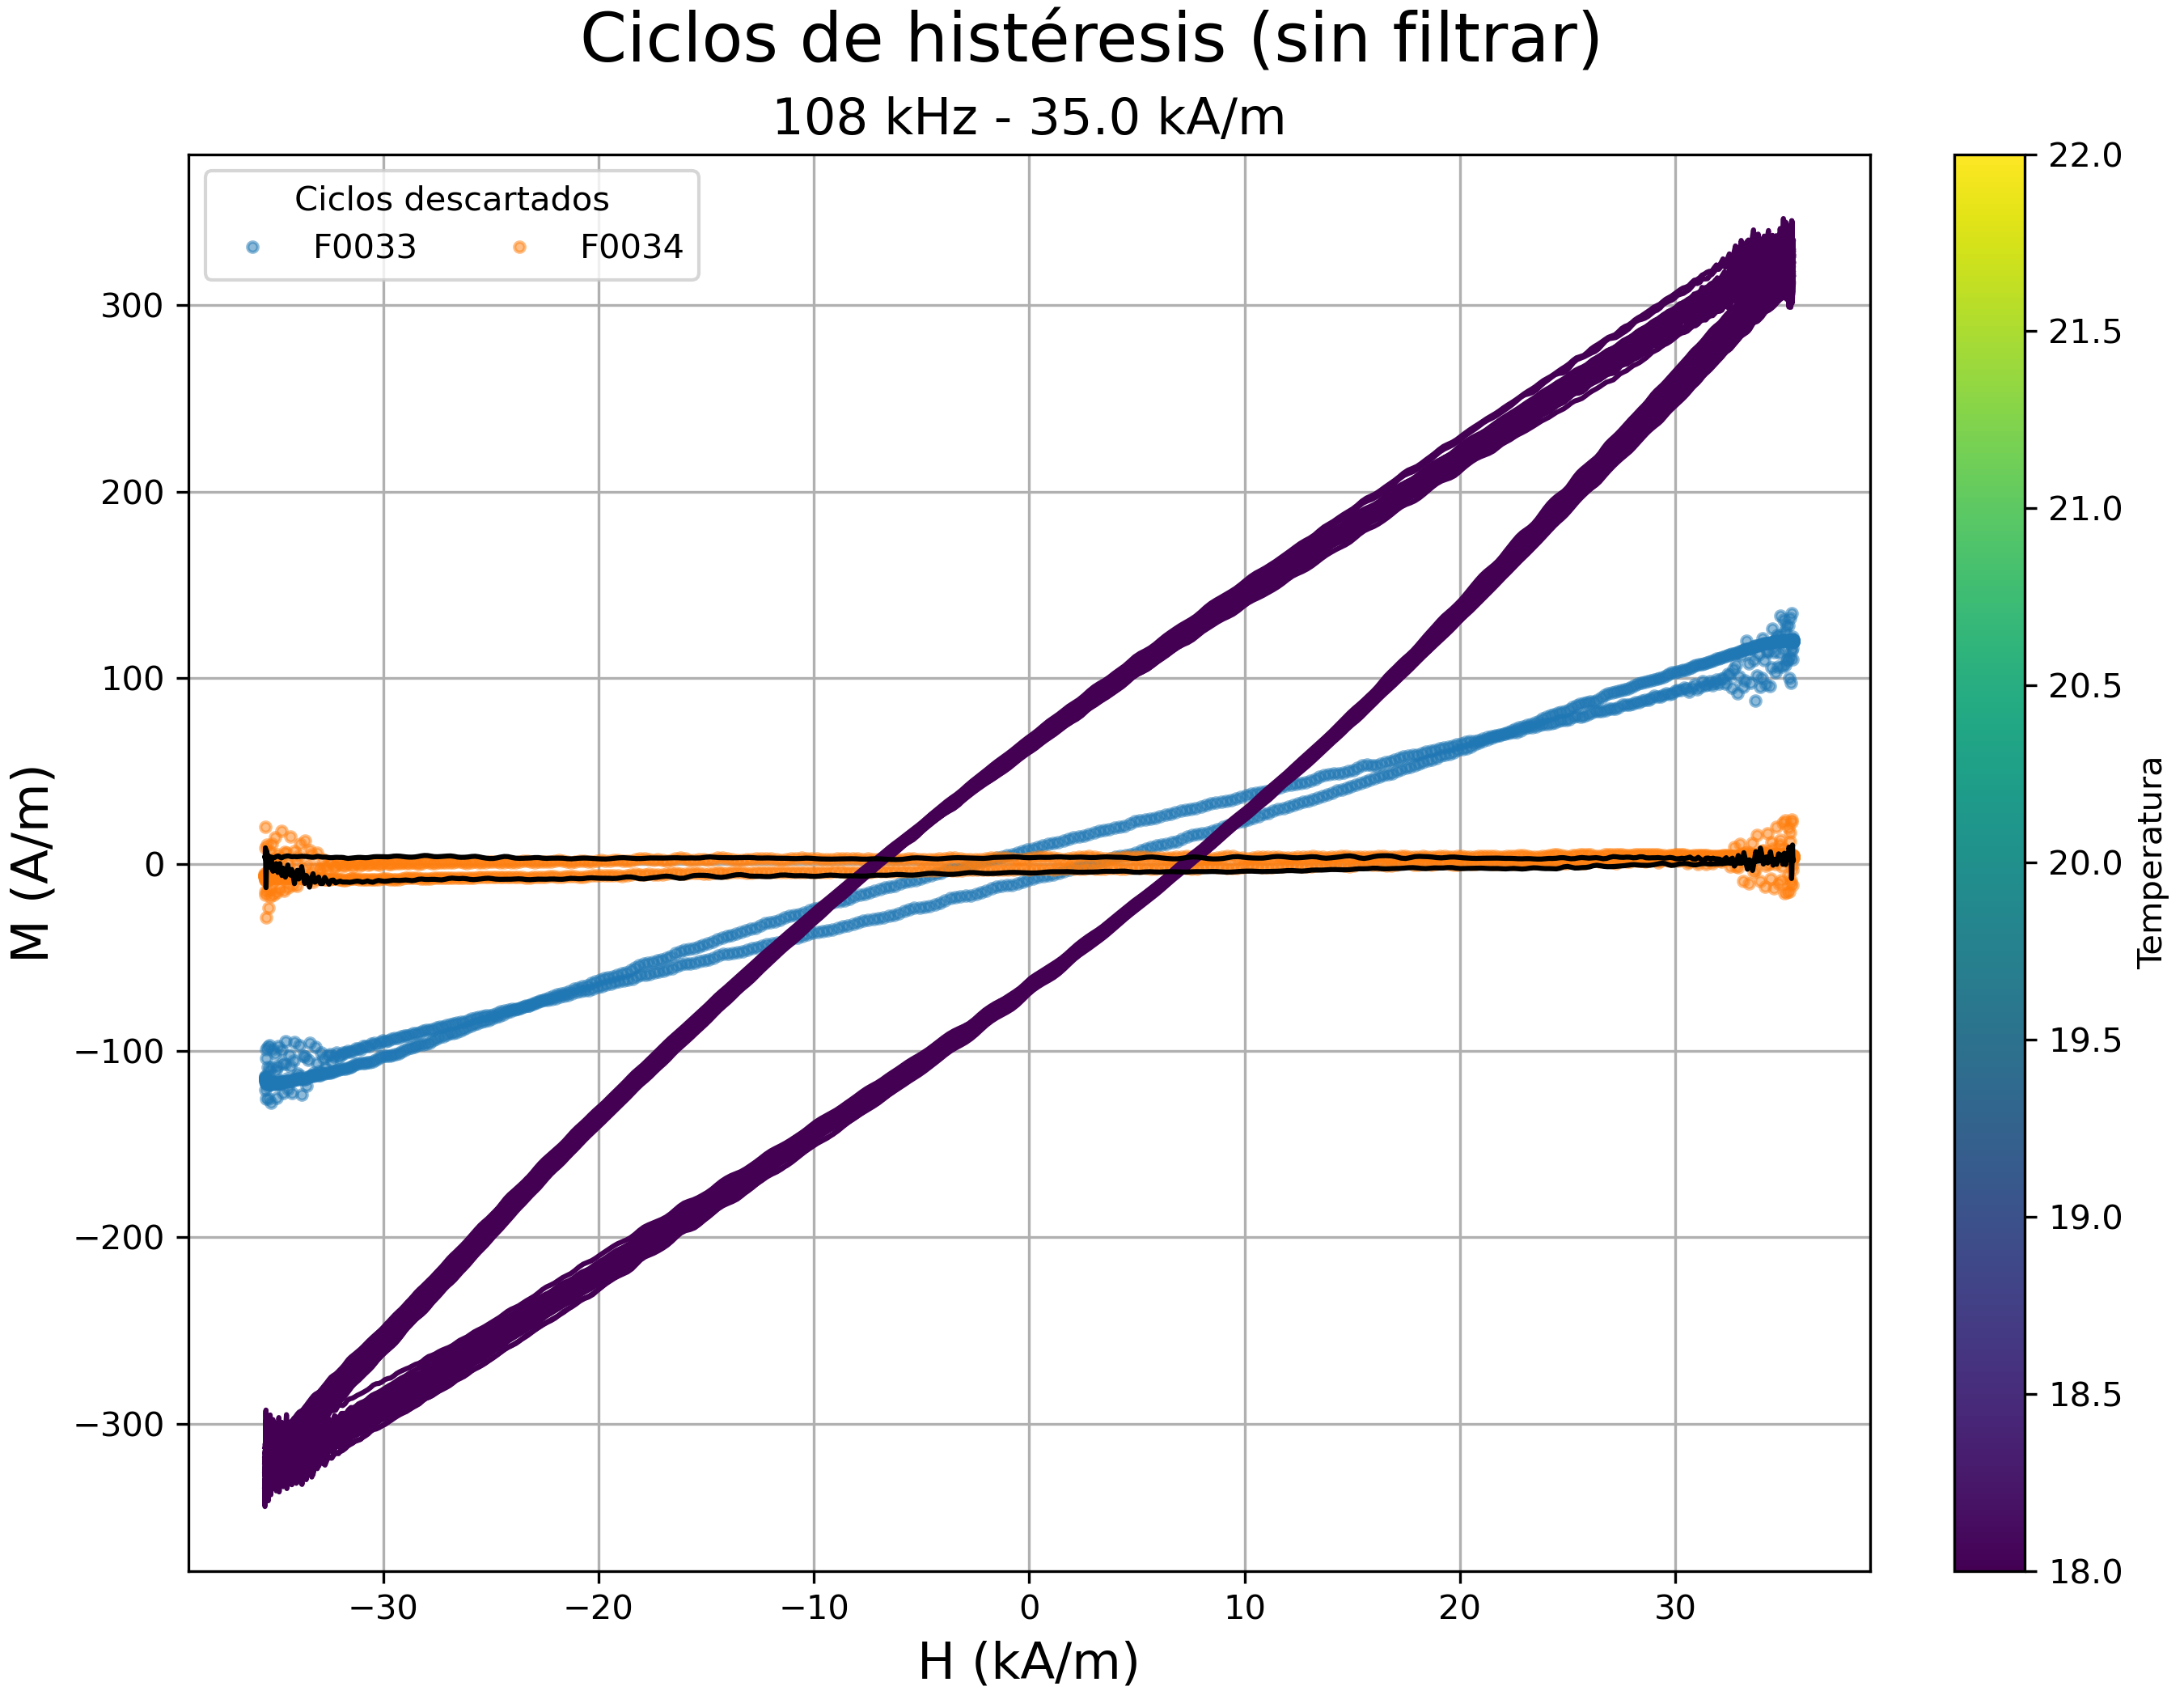 Ciclos de histéresis (sin filtrar)
108 kHz - 35.0 kA/m
Ciclos descartados
F0033 F0034
300
200
100
0
−100
−200
−300
M (A/m)
−30 −20 −10 0 10 20 30
H (kA/m)
22.0
21.5
21.0
20.5
20.0
19.5
19.0
18.5
18.0
Temperatura